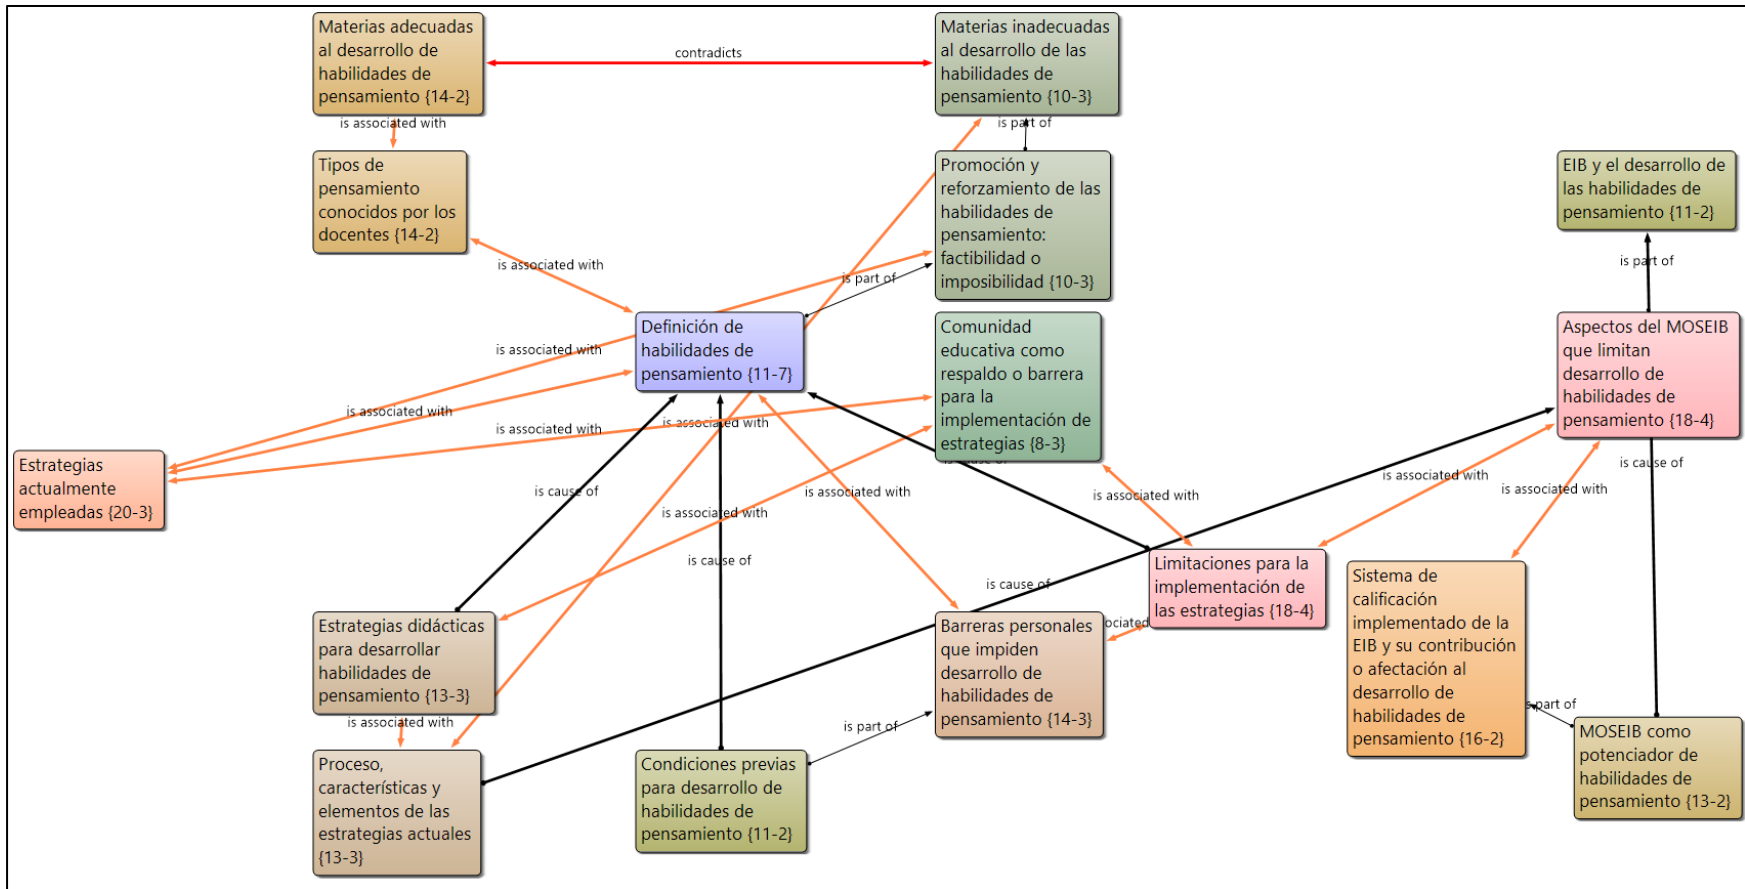 Materias adecuadas
al desarrollo de
habilidades de
pensamiento {14-2}
contradicts
Materias inadecuadas
al desarrollo de las
habilidades de
pensamiento {10-3}
is associated with
is part of
Tipos de
pensamiento
conocidos por los
docentes {14-2}
Promoción y
reforzamiento de las
habilidades de
pensamiento:
factibilidad o
imposibilidad {10-3}
EIB y el desarrollo de
las habilidades de
pensamiento {11-2}
is associated with
is part of
is part of
Definición de
habilidades de
pensamiento {11-7}
Comunidad
educativa como
respaldo o barrera
para la
implementación de
estrategias {8-3}
Aspectos del MOSEIB
que limitan
desarrollo de
habilidades de
pensamiento {18-4}
is associated with
is associated with
is associated with
is associated with
is cause of
is cause of
Estrategias
actualmente
empleadas {20-3}
is cause of
is associated with
is associated with
is associated with
is associated with
is associated with
is cause of
is cause of
Limitaciones para la
implementación de
las estrategias {18-4}
Sistema de
calificación
implementado de la
EIB y su contribución
o afectación al
desarrollo de
habilidades de
pensamiento {16-2}
Estrategias didácticas
para desarrollar
habilidades de
pensamiento {13-3}
Barreras personales
que impiden
desarrollo de
habilidades de
pensamiento {14-3}
is associated with
is part of
MOSEIB como
potenciador de
habilidades de
pensamiento {13-2}
Proceso,
características y
elementos de las
estrategias actuales
{13-3}
Condiciones previas
para desarrollo de
habilidades de
pensamiento {11-2}